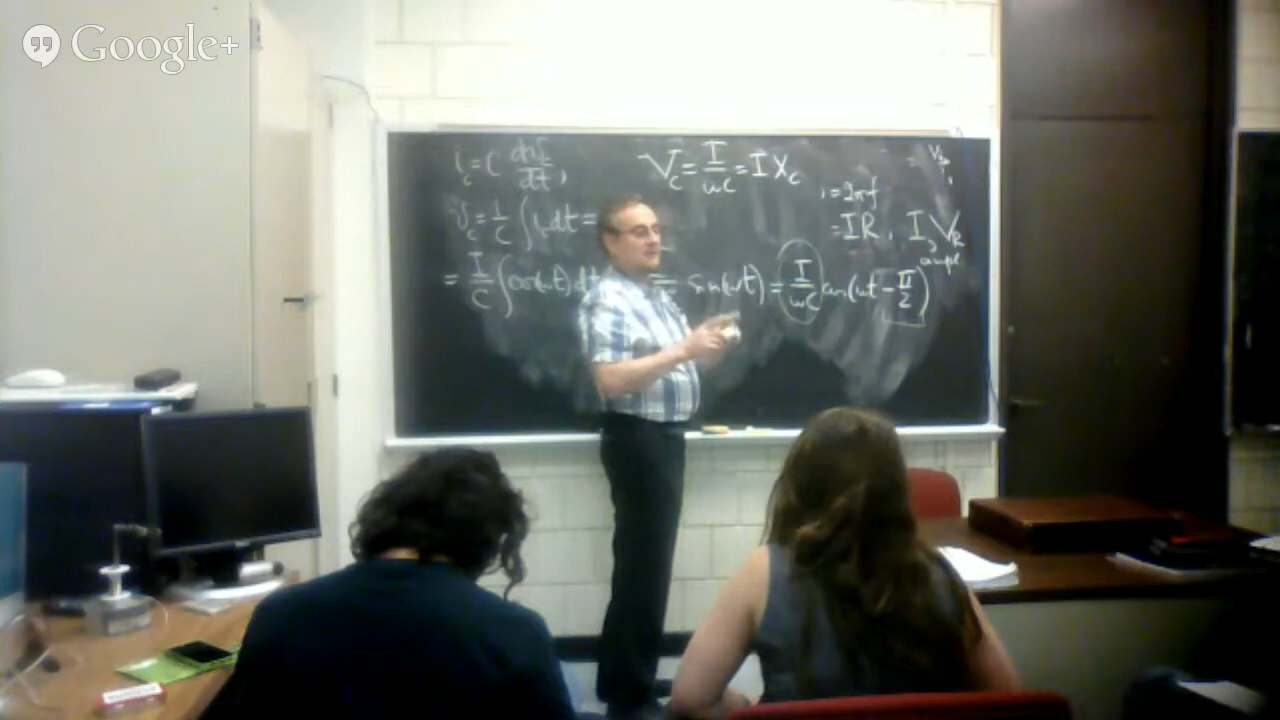 Google+
i_c = C dv_c/dt,
V_c = I/ωC = I X_c
v_c = 1/C ∫ i_c dt =
= 2πf
= IR, I, V_R
ampl
= I/C ∫ cos(ωt) dt
= sin(ωt) = I/ωC cos(ωt - π/2)